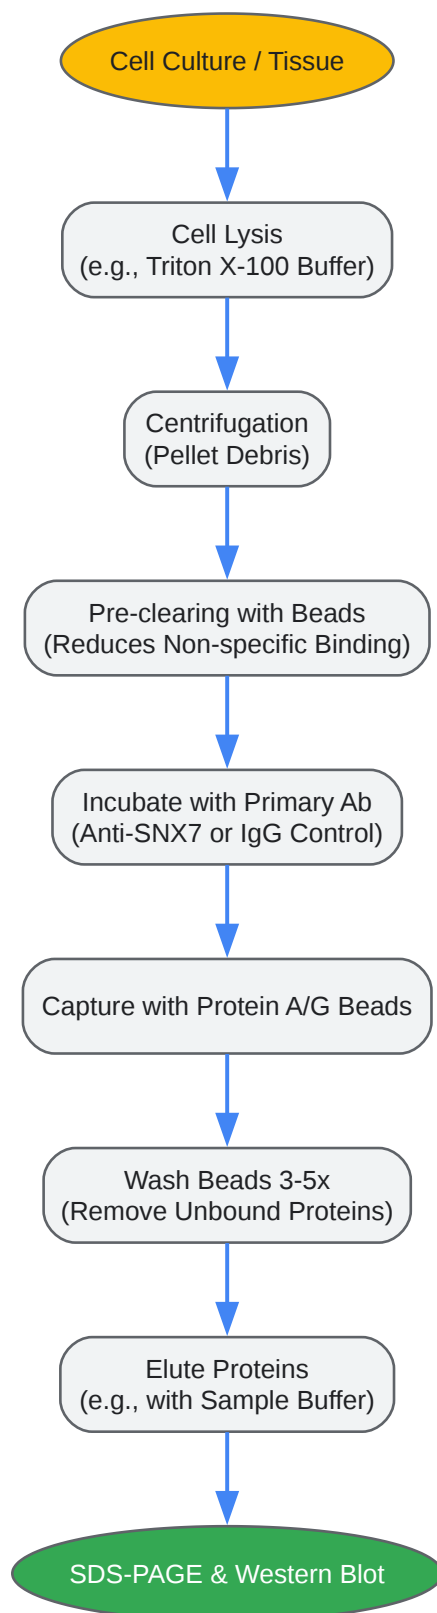 Cell Culture / Tissue
Cell Lysis
(e.g., Triton X-100 Buffer)
Centrifugation
(Pellet Debris)
Pre-clearing with Beads
(Reduces Non-specific Binding)
Incubate with Primary Ab
(Anti-SNX7 or IgG Control)
Capture with Protein A/G Beads
Wash Beads 3-5x
(Remove Unbound Proteins)
Elute Proteins
(e.g., with Sample Buffer)
SDS-PAGE & Western Blot